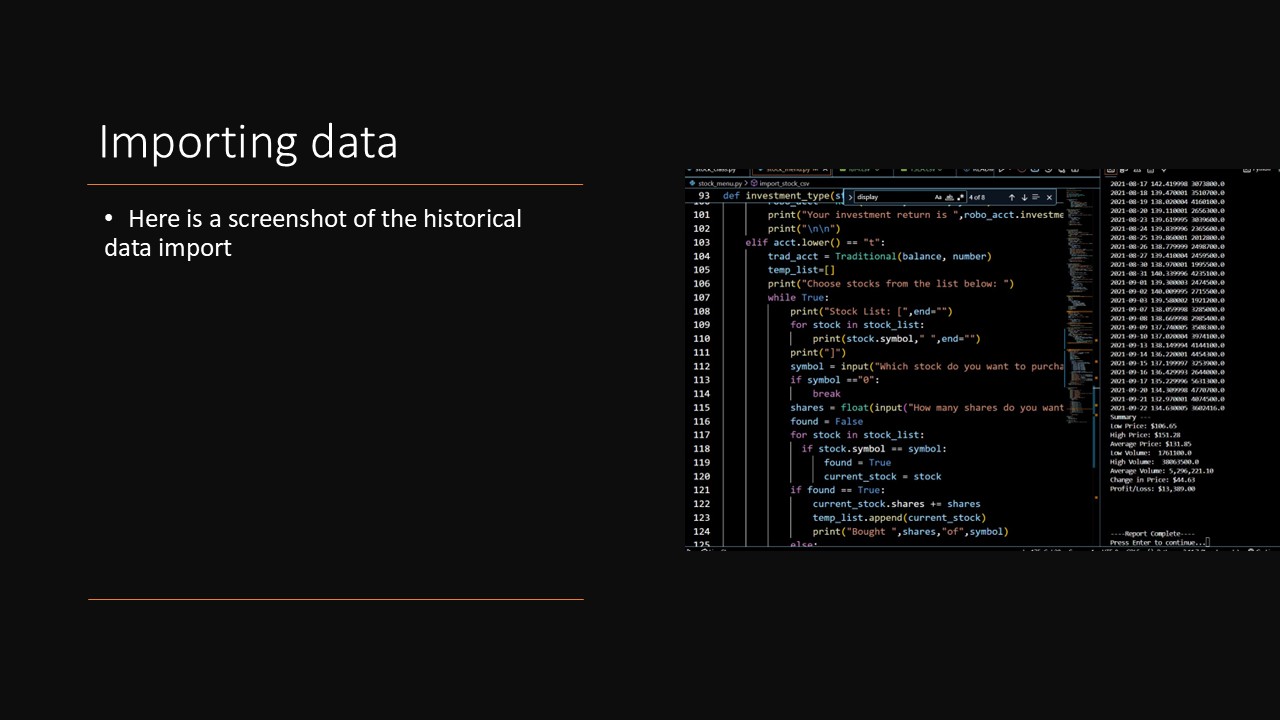 Importing data
• Here is a screenshot of the historical
data import
stock_menu.py > import_stock_csv
display
4 of 8
93 def investment_type(st
101 print("Your investment return is ",robo_acct.investme
102 print("\n\n")
103 elif acct.lower() == "t":
104 trad_acct = Traditional(balance, number)
105 temp_list=[]
106 print("Choose stocks from the list below: ")
107 while True:
108 print("Stock List: [",end="")
109 for stock in stock_list:
110 print(stock.symbol," ",end="")
111 print("]")
112 symbol = input("Which stock do you want to purcha
113 if symbol =="0":
114 break
115 shares = float(input("How many shares do you want
116 found = False
117 for stock in stock_list:
118 if stock.symbol == symbol:
119 found = True
120 current_stock = stock
121 if found == True:
122 current_stock.shares += shares
123 temp_list.append(current_stock)
124 print("Bought ",shares,"of",symbol)
125 else:
2021-08-17 142.419998 3073800.0
2021-08-18 139.470001 3510700.0
2021-08-19 138.020004 4160100.0
2021-08-20 139.110001 2656300.0
2021-08-23 139.619995 3039600.0
2021-08-24 139.839996 2365600.0
2021-08-25 139.860001 2012800.0
2021-08-26 138.779999 2498700.0
2021-08-27 139.410004 2459500.0
2021-08-30 138.970001 1995500.0
2021-08-31 140.339996 4235100.0
2021-09-01 139.300003 2474500.0
2021-09-02 140.009995 2715500.0
2021-09-03 139.580002 1921200.0
2021-09-07 138.059998 3285000.0
2021-09-08 138.669998 2985400.0
2021-09-09 137.740005 3508300.0
2021-09-10 137.020004 3974100.0
2021-09-13 138.149994 4144100.0
2021-09-14 136.220001 4454300.0
2021-09-15 137.199997 3253900.0
2021-09-16 136.429993 2644800.0
2021-09-17 135.229996 5631300.0
2021-09-20 134.309998 4770700.0
2021-09-21 132.970001 4074500.0
2021-09-22 134.630005 3602416.0
Summary ---
Low Price: $106.65
High Price: $151.28
Average Price: $131.85
Low Volume: 1761100.0
High Volume: 38063500.0
Average Volume: 5,296,221.10
Change in Price: $44.63
Profit/Loss: $13,389.00
----Report Complete----
Press Enter to continue...